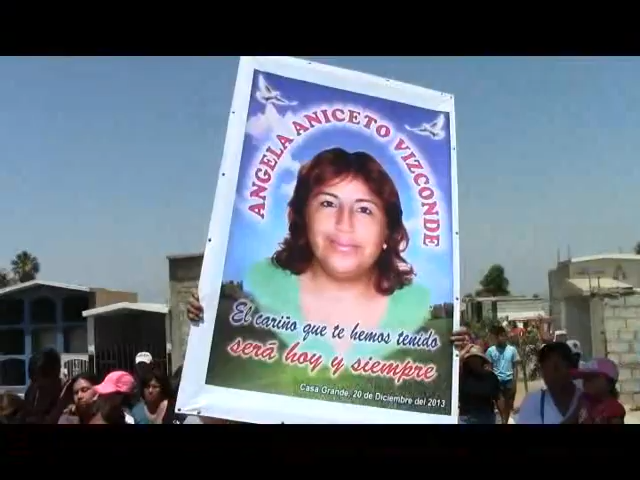 ANGELA ANICETO VIZCONDE
El cariño que te hemos tenido
será hoy y siempre
Casa Grande, 20 de Diciembre del 2013